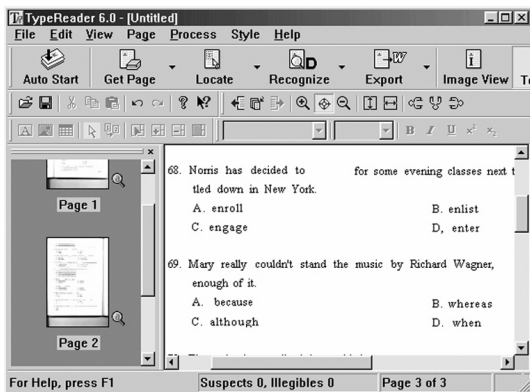 TypeReader 6.0 - [Untitled]
File Edit View Page Process Style Help
Auto Start Get Page Locate Recognize Export Image View
B I U x² x₂
Page 1
Page 2
68. Norris has decided to for some evening classes next t
tled down in New York.
A. enroll B. enlist
C. engage D, enter
69. Mary really couldn't stand the music by Richard Wagner,
enough of it.
A. because B. whereas
C. although D. when
For Help, press F1 Suspects 0, Illegibles 0 Page 3 of 3